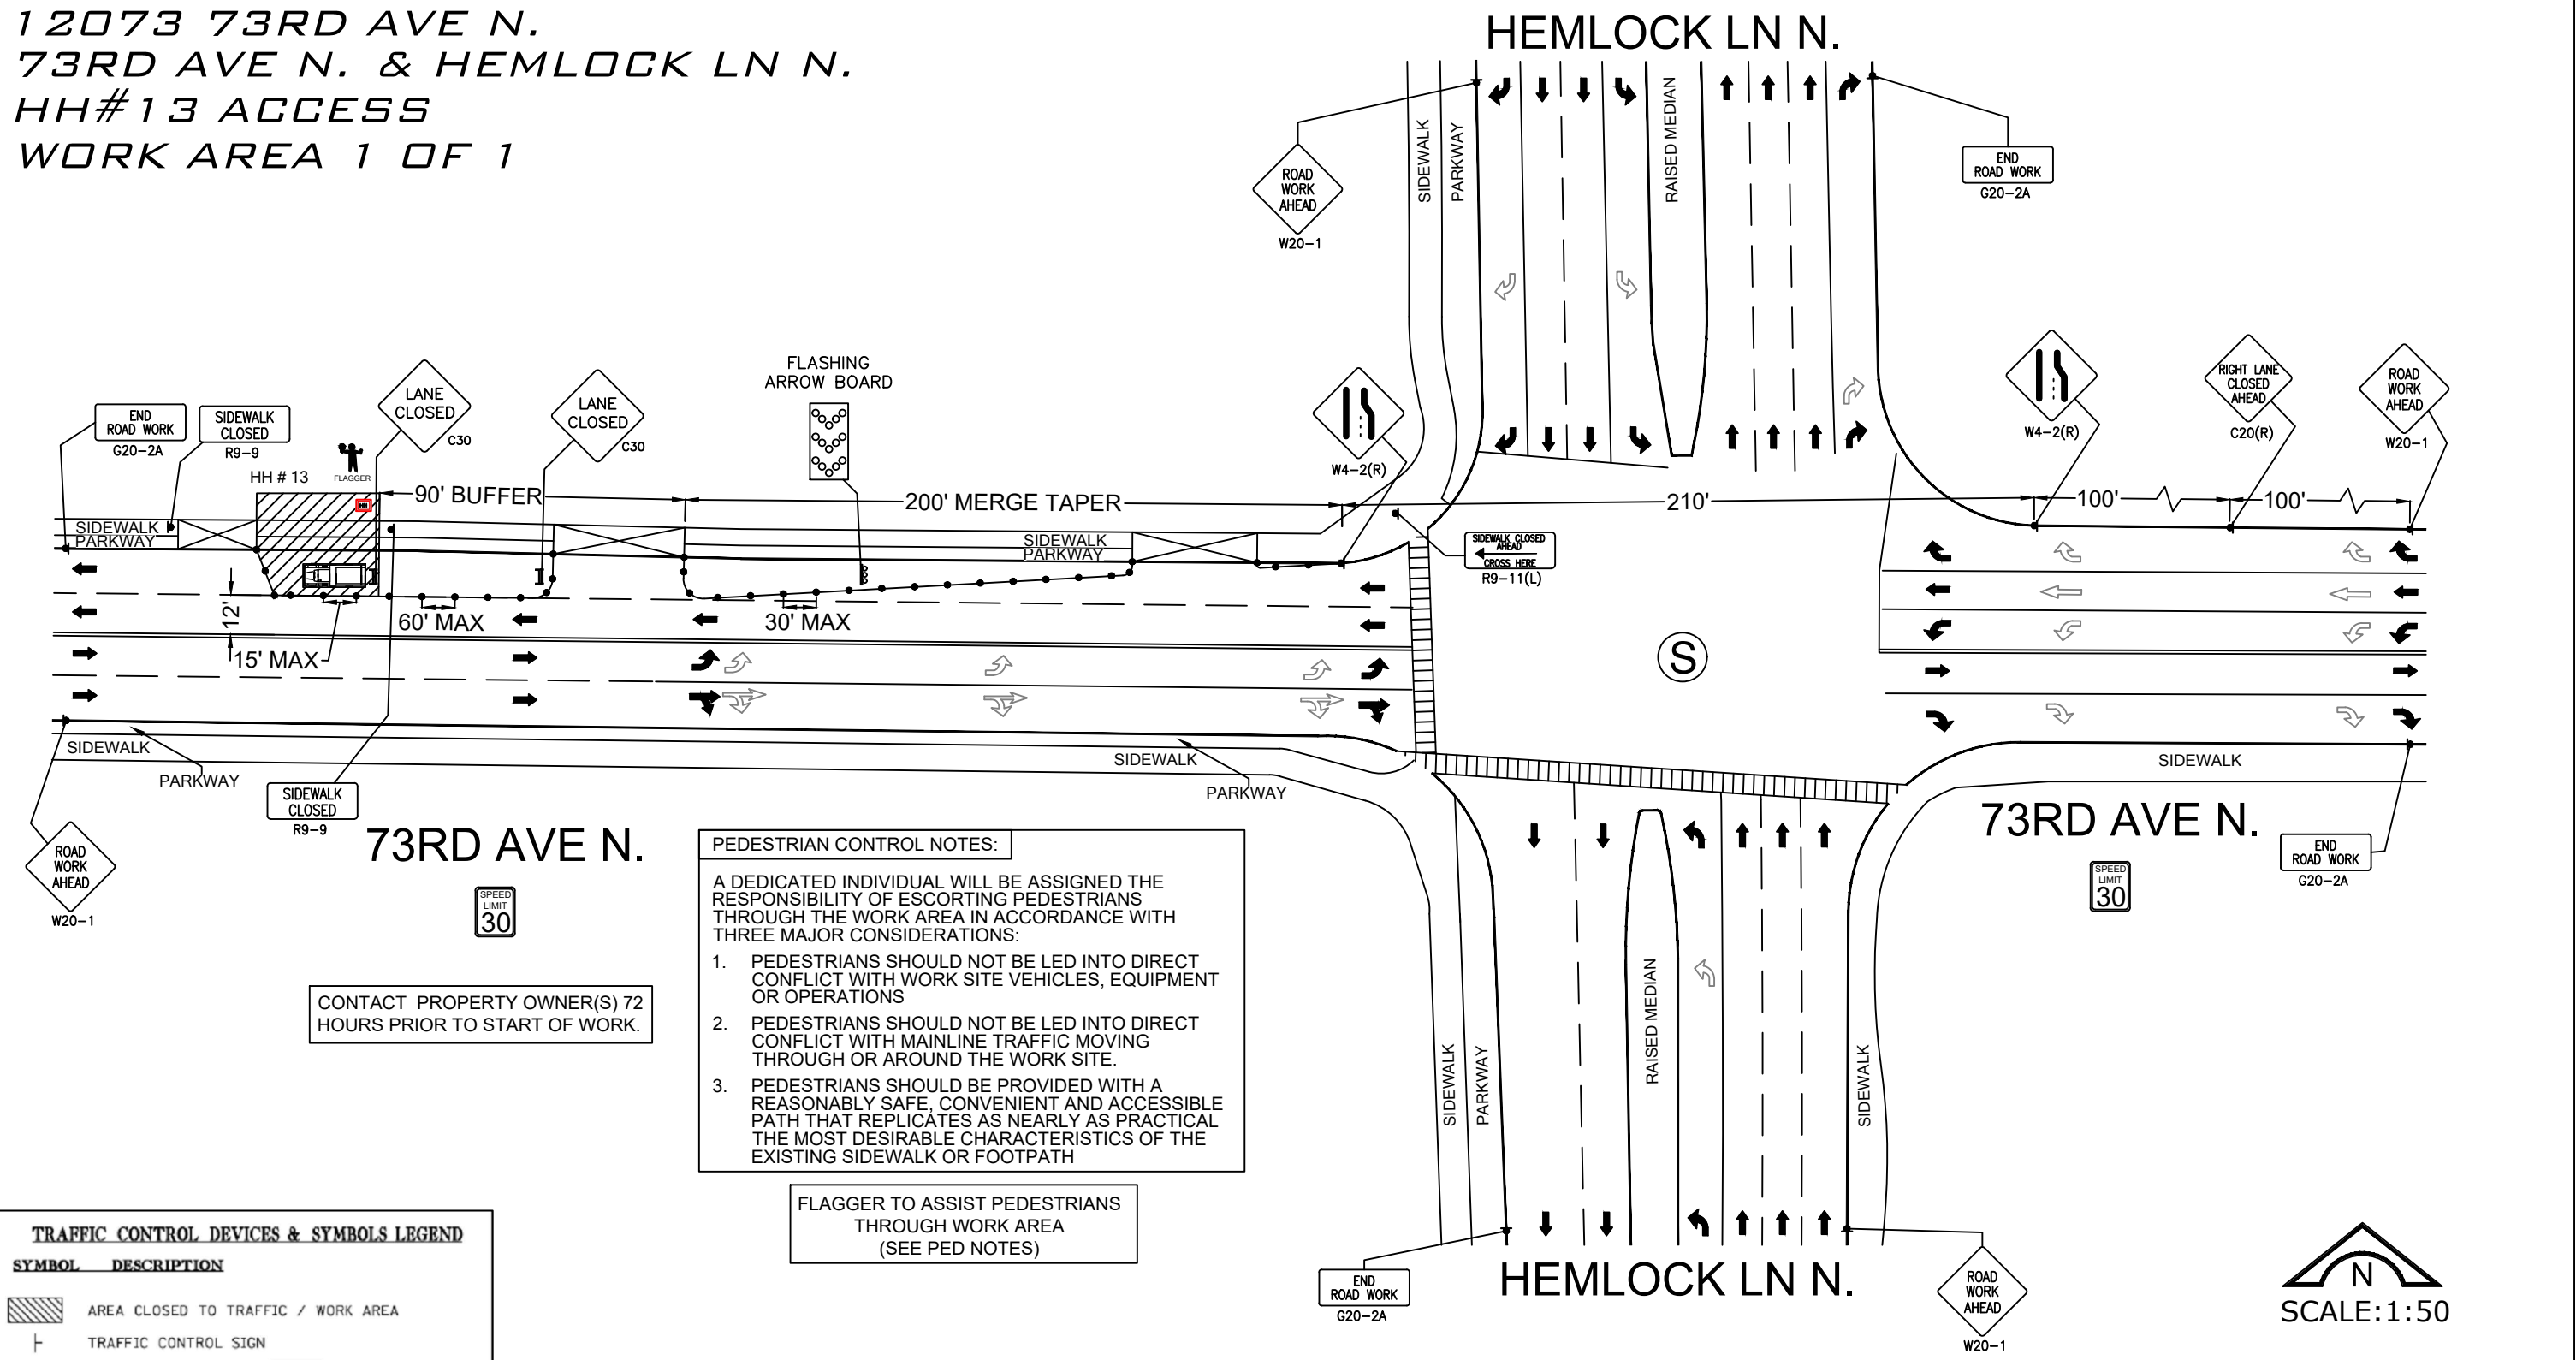 12073 73RD AVE N.
73RD AVE N. & HEMLOCK LN N.
HH#13 ACCESS
WORK AREA 1 OF 1
HEMLOCK LN N.
SIDEWALK
PARKWAY
RAISED MEDIAN
ROAD
WORK
AHEAD
W20-1
END
ROAD WORK
G20-2A
END
ROAD WORK
G20-2A
SIDEWALK
CLOSED
R9-9
HH # 13
FLAGGER
HH
LANE
CLOSED
C30
LANE
CLOSED
C30
FLASHING
ARROW BOARD
W4-2(R)
W4-2(R)
RIGHT LANE
CLOSED
AHEAD
C20(R)
ROAD
WORK
AHEAD
W20-1
90' BUFFER
200' MERGE TAPER
210'
100'
100'
SIDEWALK
PARKWAY
SIDEWALK
PARKWAY
SIDEWALK CLOSED
AHEAD
CROSS HERE
R9-11(L)
12'
60' MAX
30' MAX
15' MAX
S
SIDEWALK
PARKWAY
SIDEWALK
PARKWAY
SIDEWALK
SIDEWALK
CLOSED
R9-9
73RD AVE N.
SPEED
LIMIT
30
ROAD
WORK
AHEAD
W20-1
73RD AVE N.
SPEED
LIMIT
30
END
ROAD WORK
G20-2A
CONTACT PROPERTY OWNER(S) 72
HOURS PRIOR TO START OF WORK.
PEDESTRIAN CONTROL NOTES:
A DEDICATED INDIVIDUAL WILL BE ASSIGNED THE
RESPONSIBILITY OF ESCORTING PEDESTRIANS
THROUGH THE WORK AREA IN ACCORDANCE WITH
THREE MAJOR CONSIDERATIONS:
1. PEDESTRIANS SHOULD NOT BE LED INTO DIRECT
CONFLICT WITH WORK SITE VEHICLES, EQUIPMENT
OR OPERATIONS
2. PEDESTRIANS SHOULD NOT BE LED INTO DIRECT
CONFLICT WITH MAINLINE TRAFFIC MOVING
THROUGH OR AROUND THE WORK SITE.
3. PEDESTRIANS SHOULD BE PROVIDED WITH A
REASONABLY SAFE, CONVENIENT AND ACCESSIBLE
PATH THAT REPLICATES AS NEARLY AS PRACTICAL
THE MOST DESIRABLE CHARACTERISTICS OF THE
EXISTING SIDEWALK OR FOOTPATH
FLAGGER TO ASSIST PEDESTRIANS
THROUGH WORK AREA
(SEE PED NOTES)
SIDEWALK
PARKWAY
RAISED MEDIAN
SIDEWALK
END
ROAD WORK
G20-2A
HEMLOCK LN N.
ROAD
WORK
AHEAD
W20-1
N
SCALE:1:50
TRAFFIC CONTROL DEVICES & SYMBOLS LEGEND
SYMBOL DESCRIPTION
AREA CLOSED TO TRAFFIC / WORK AREA
TRAFFIC CONTROL SIGN